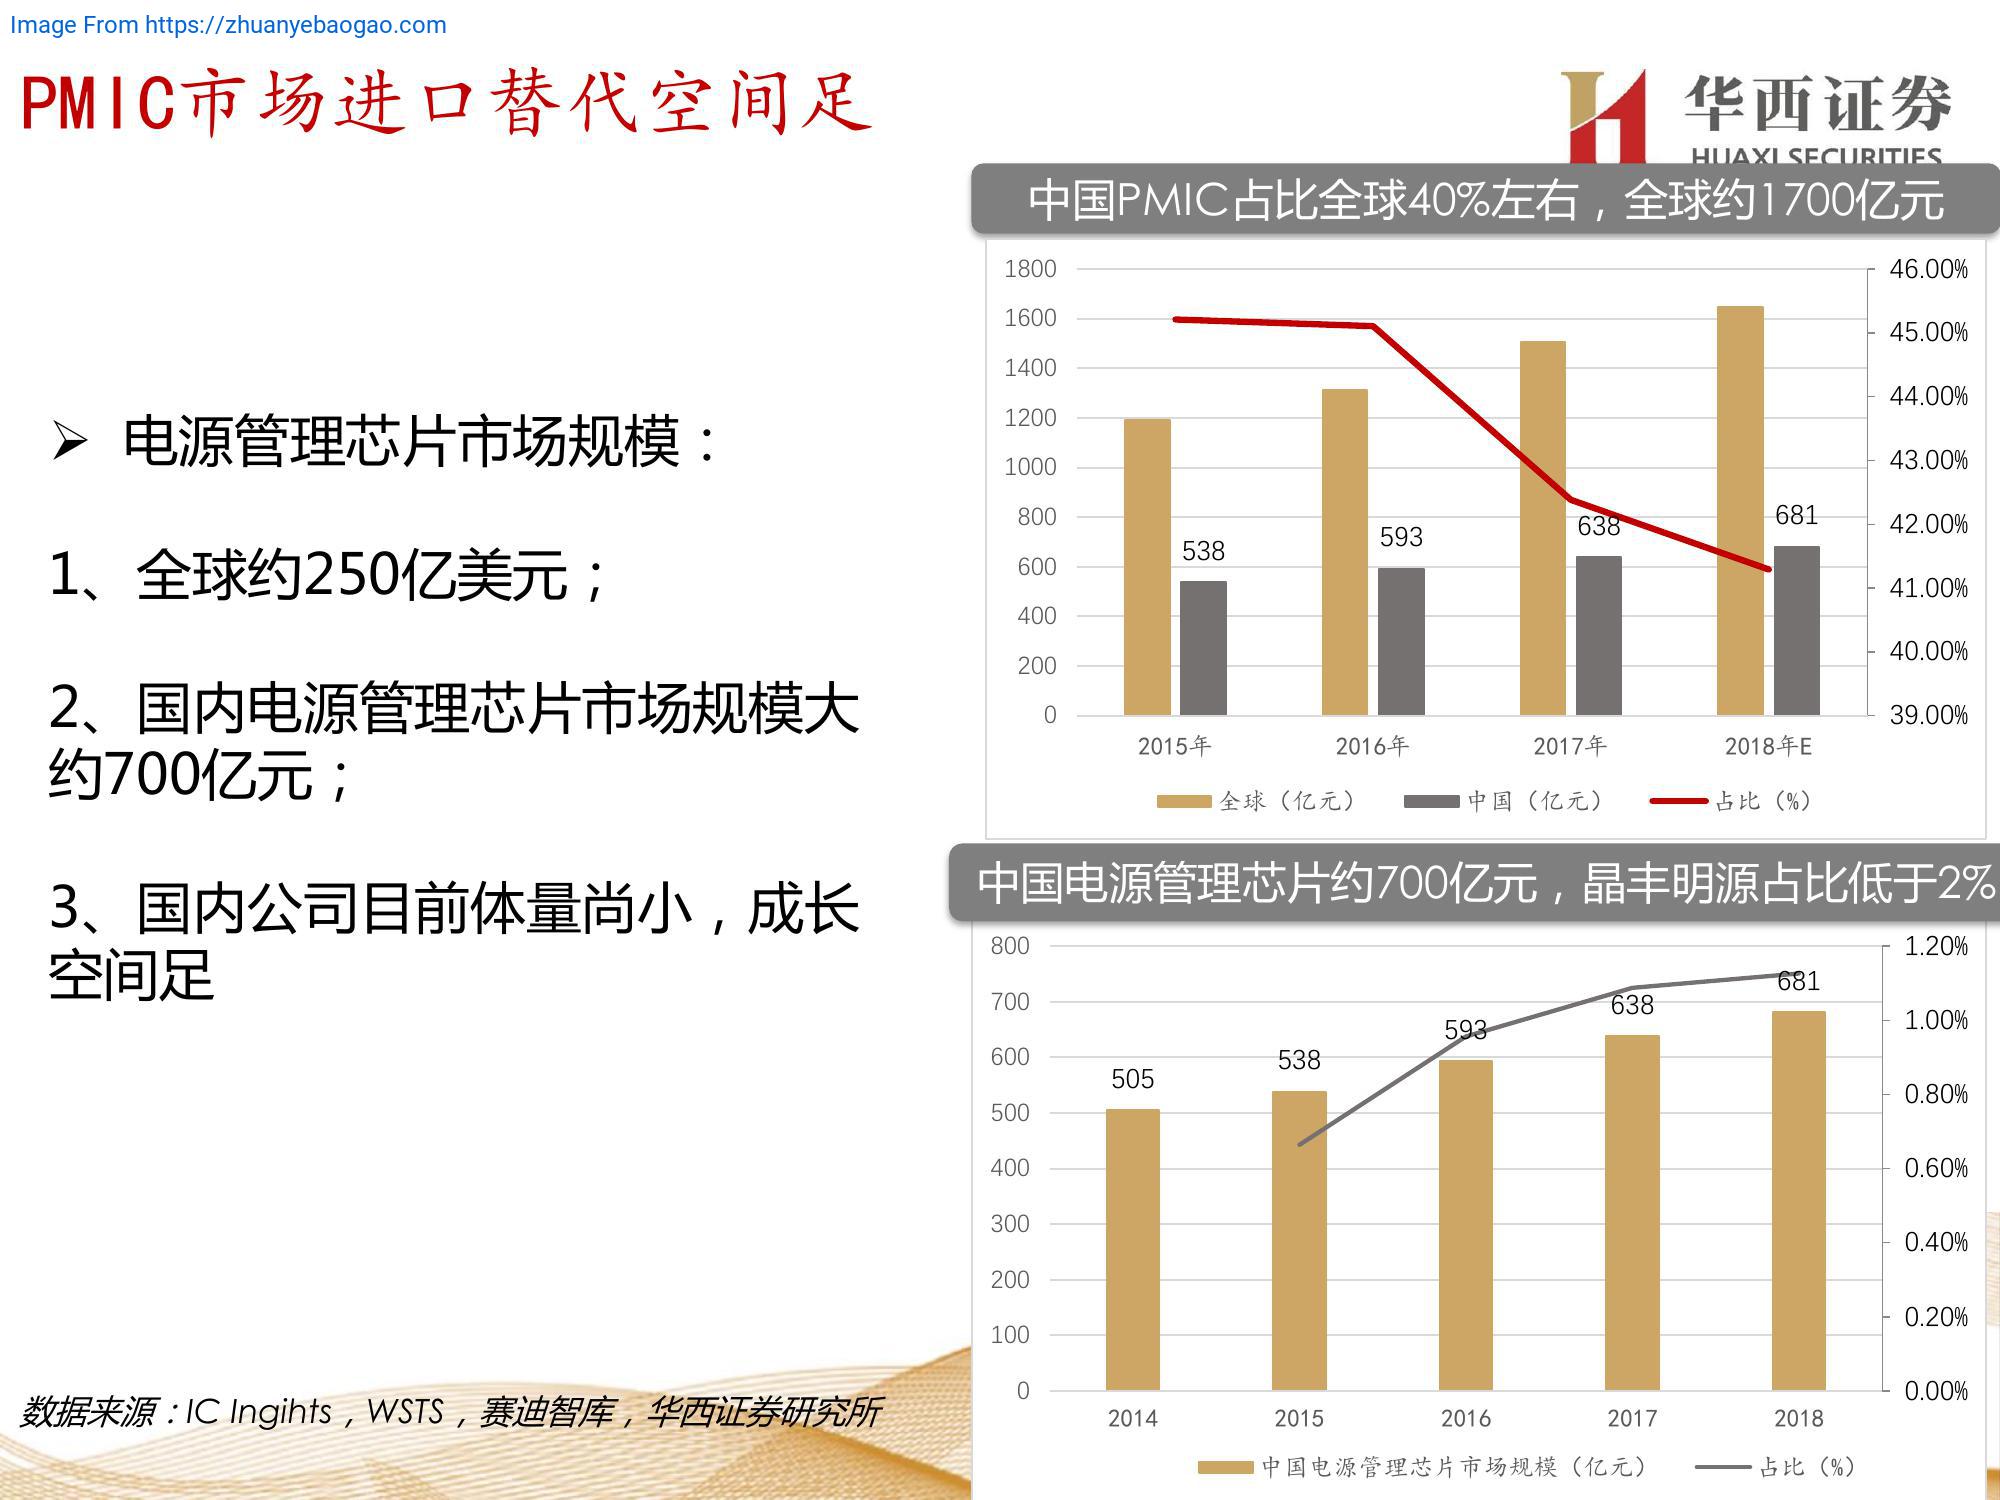 Image From https://zhuanyebaogao.com
PMIC市场进口替代空间足
华西证券
HUAXI SECURITIES
➢ 电源管理芯片市场规模：
1、全球约250亿美元；
2、国内电源管理芯片市场规模大
约700亿元；
3、国内公司目前体量尚小，成长
空间足
数据来源：IC Ingihts，WSTS，赛迪智库，华西证券研究所
中国PMIC占比全球40%左右，全球约1700亿元
1800 46.00%
1600 45.00%
1400 44.00%
1200 43.00%
1000 42.00%
800 41.00%
600 40.00%
400 39.00%
200
0
538 593 638 681
2015年 2016年 2017年 2018年E
全球（亿元） 中国（亿元） 占比（%）
中国电源管理芯片约700亿元，晶丰明源占比低于2%
800 1.20%
700 1.00%
600 0.80%
500 0.60%
400 0.40%
300 0.20%
200 0.00%
100
0
505 538 593 638 681
2014 2015 2016 2017 2018
中国电源管理芯片市场规模（亿元） 占比（%）